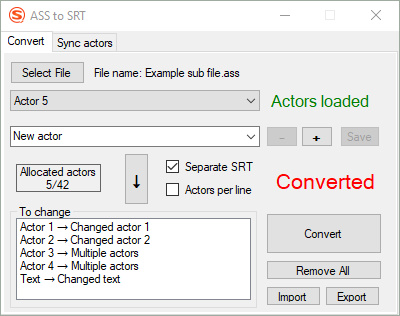 ASS to SRT
Convert
Sync actors
Select File
File name: Example sub file.ass
Actor 5
Actors loaded
New actor
-
+
Save
Allocated actors
5/42
↓
Separate SRT
Actors per line
Converted
To change
Actor 1 → Changed actor 1
Actor 2 → Changed actor 2
Actor 3 → Multiple actors
Actor 4 → Multiple actors
Text → Changed text
Convert
Remove All
Import
Export